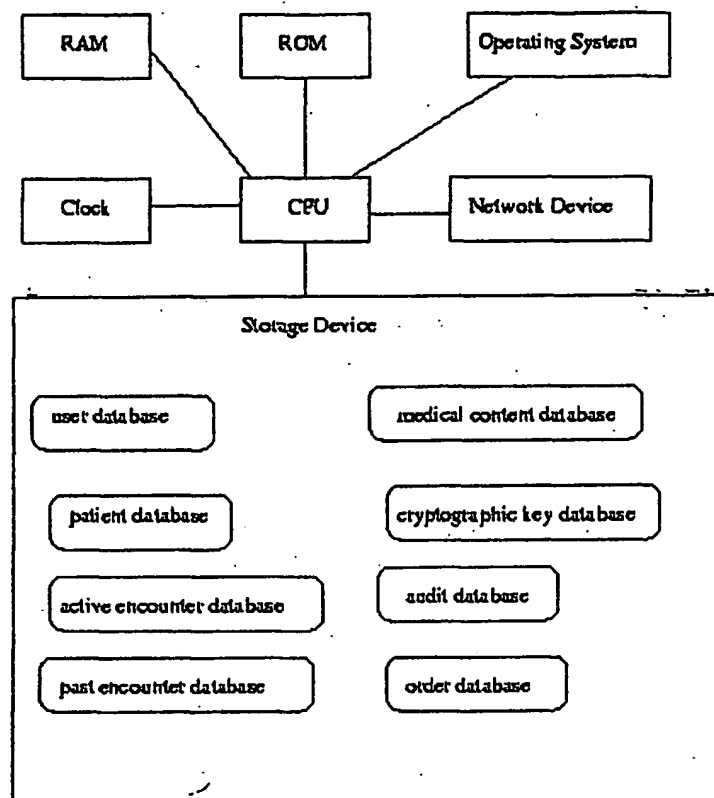 RAM
ROM
Operating System
Clock
CPU
Network Device
Storage Device
user database
medical content database
patient database
cryptographic key database
active encounter database
audit database
past encounter database
order database